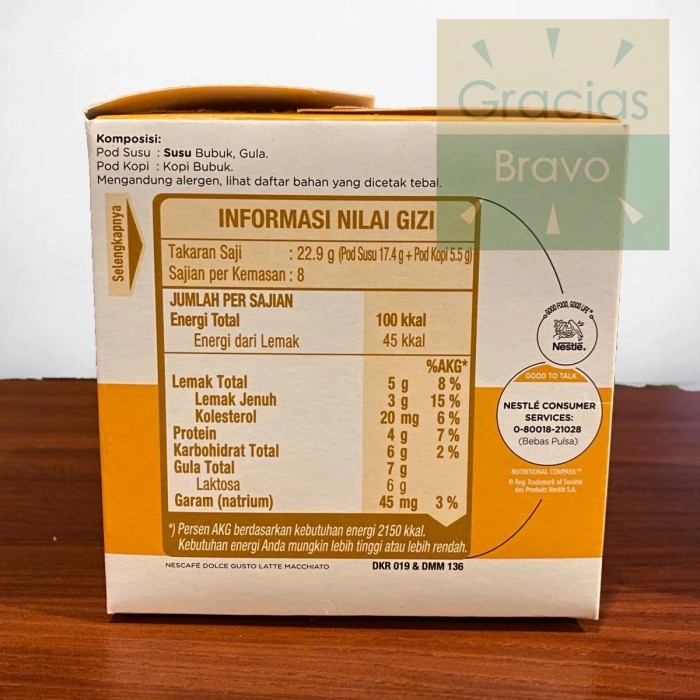 Gracias
Bravo
Komposisi:
Pod Susu : Susu Bubuk, Gula.
Pod Kopi : Kopi Bubuk.
Mengandung alergen, lihat daftar bahan yang dicetak tebal.
Selengkapnya
INFORMASI NILAI GIZI
Takaran Saji : 22.9 g (Pod Susu 17.4 g + Pod Kopi 5.5 g)
Sajian per Kemasan : 8
JUMLAH PER SAJIAN
Energi Total 100 kkal
Energi dari Lemak 45 kkal
%AKG*
Lemak Total 5 g 8 %
Lemak Jenuh 3 g 15 %
Kolesterol 20 mg 6 %
Protein 4 g 7 %
Karbohidrat Total 6 g 2 %
Gula Total 7 g
Laktosa 6 g
Garam (natrium) 45 mg 3 %
*) Persen AKG berdasarkan kebutuhan energi 2150 kkal.
Kebutuhan energi Anda mungkin lebih tinggi atau lebih rendah.
NESCAFÉ DOLCE GUSTO LATTE MACCHIATO DKR 019 & DMM 136
GOOD FOOD, GOOD LIFE
Nestlé.
GOOD TO TALK
NESTLÉ CONSUMER
SERVICES:
0-80018-21028
(Bebas Pulsa)
NUTRITIONAL COMPASS™
® Reg. Trademark of Société
des Produits Nestlé S.A.